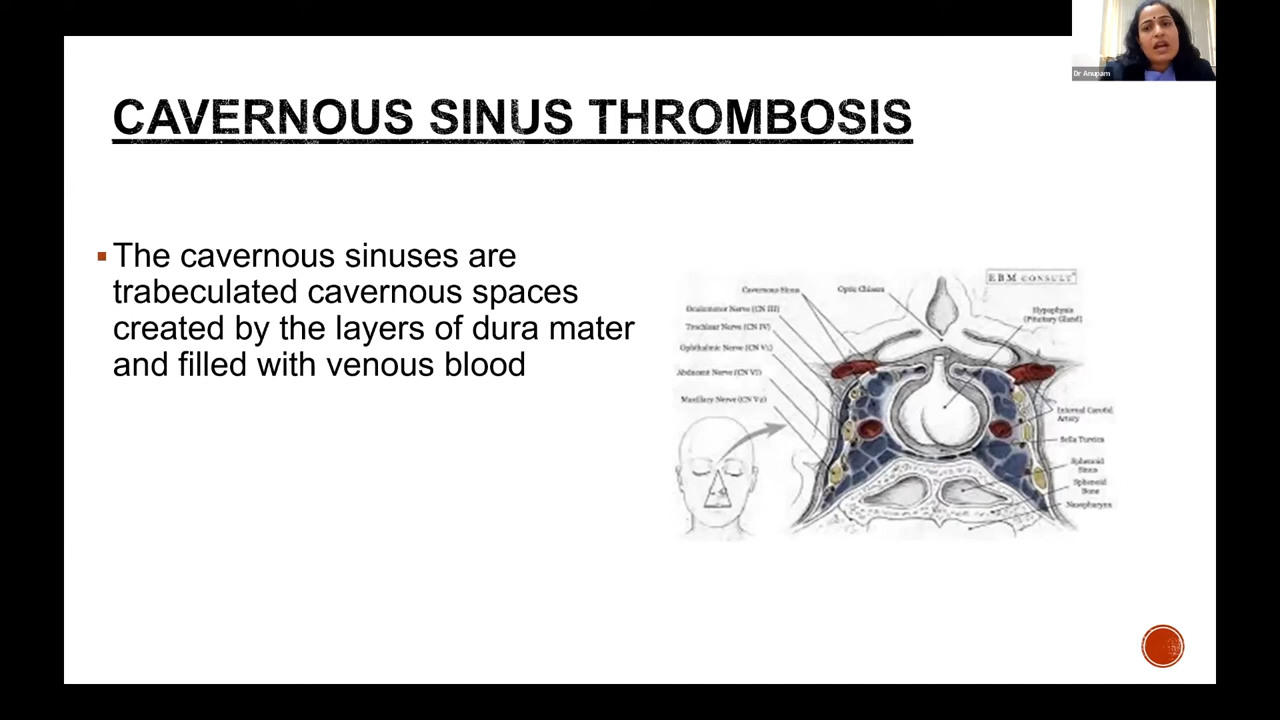 Dr Anupam
CAVERNOUS SINUS THROMBOSIS
The cavernous sinuses are
trabeculated cavernous spaces
created by the layers of dura mater
and filled with venous blood
EBM CONSULT
Cavernous Sinus
Optic Chiasm
Oculomotor Nerve (CN III)
Trochlear Nerve (CN IV)
Ophthalmic Nerve (CN V₁)
Abducent Nerve (CN VI)
Maxillary Nerve (CN V₂)
Hypophysis
(Pituitary Gland)
Internal Carotid
Artery
Sella Turcica
Sphenoid
Sinus
Sphenoid
Bone
Nasopharynx